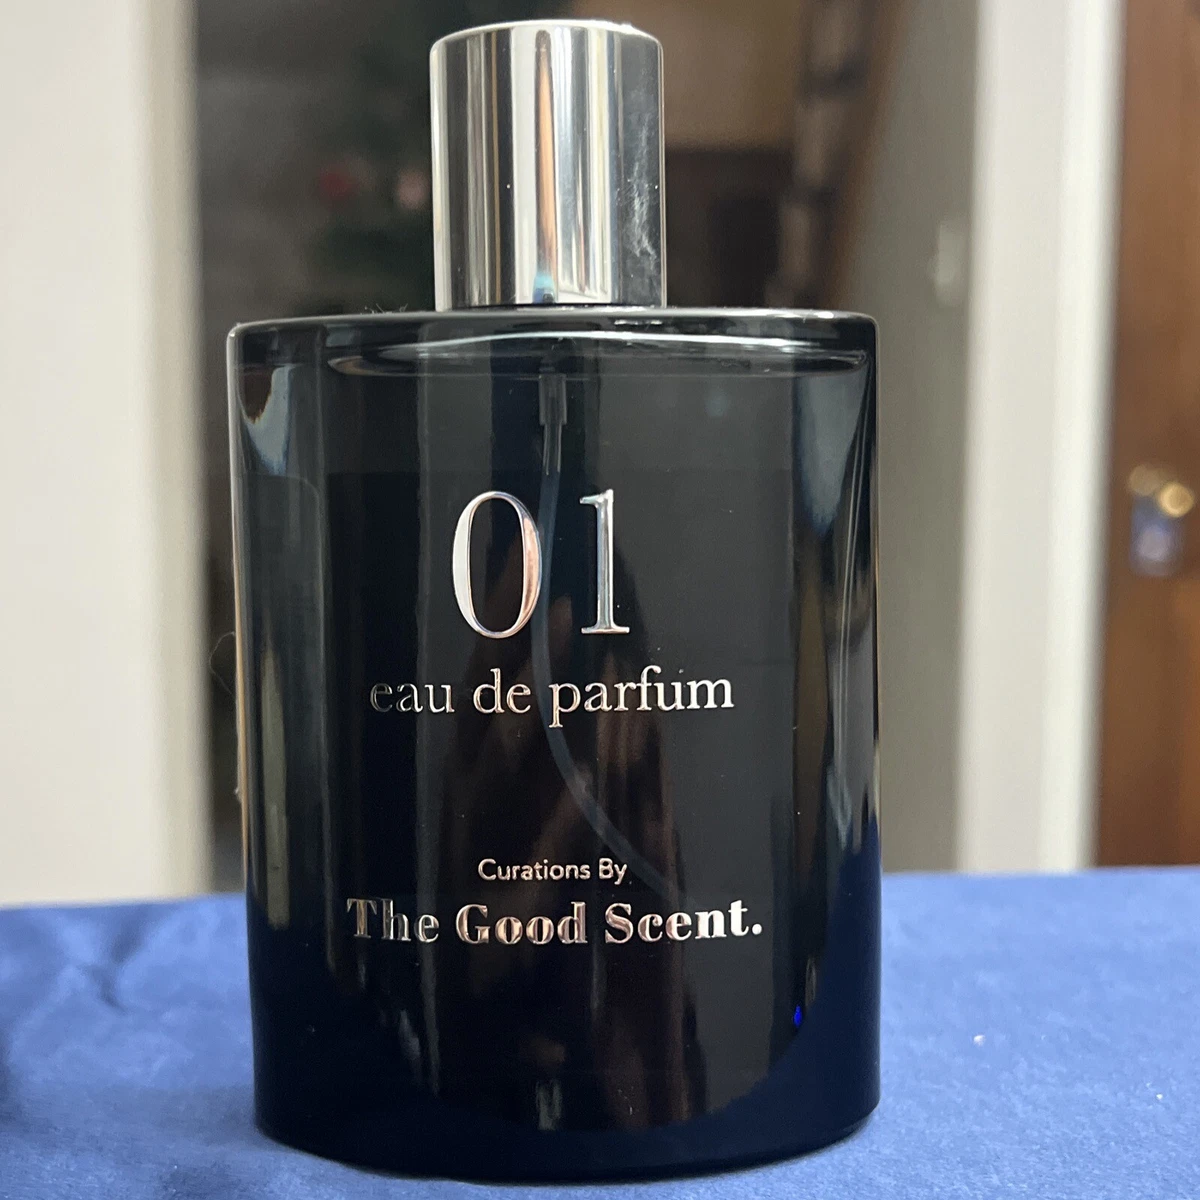 01
eau de parfum
Curations By
The Good Scent.